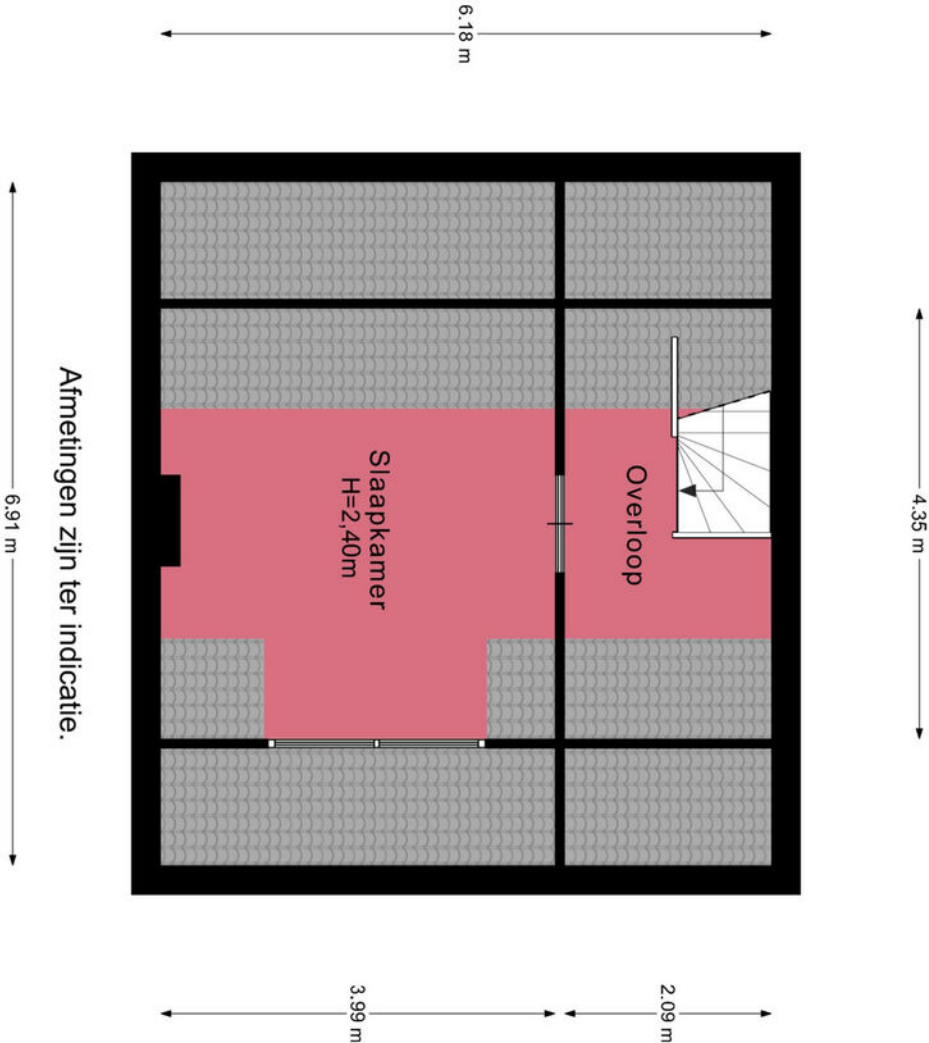 6.18 m
4.35 m
Overloop
Slaapkamer
H=2,40m
2.09 m
3.99 m
Afmetingen zijn ter indicatie.
6.91 m